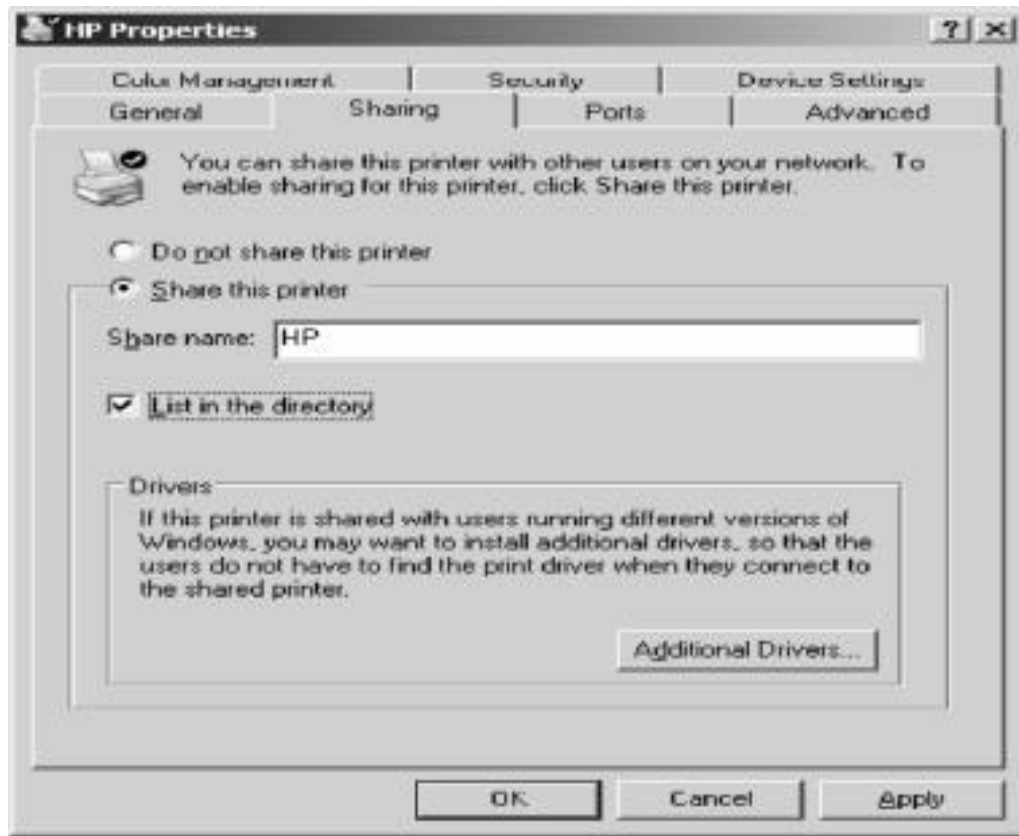 HP Properties
Color Management Security Device Settings
General Sharing Ports Advanced
You can share this printer with other users on your network. To
enable sharing for this printer, click Share this printer.
Do not share this printer
Share this printer
Share name: HP
List in the directory
Drivers
If this printer is shared with users running different versions of
Windows, you may want to install additional drivers, so that the
users do not have to find the print driver when they connect to
the shared printer.
Additional Drivers...
OK Cancel Apply